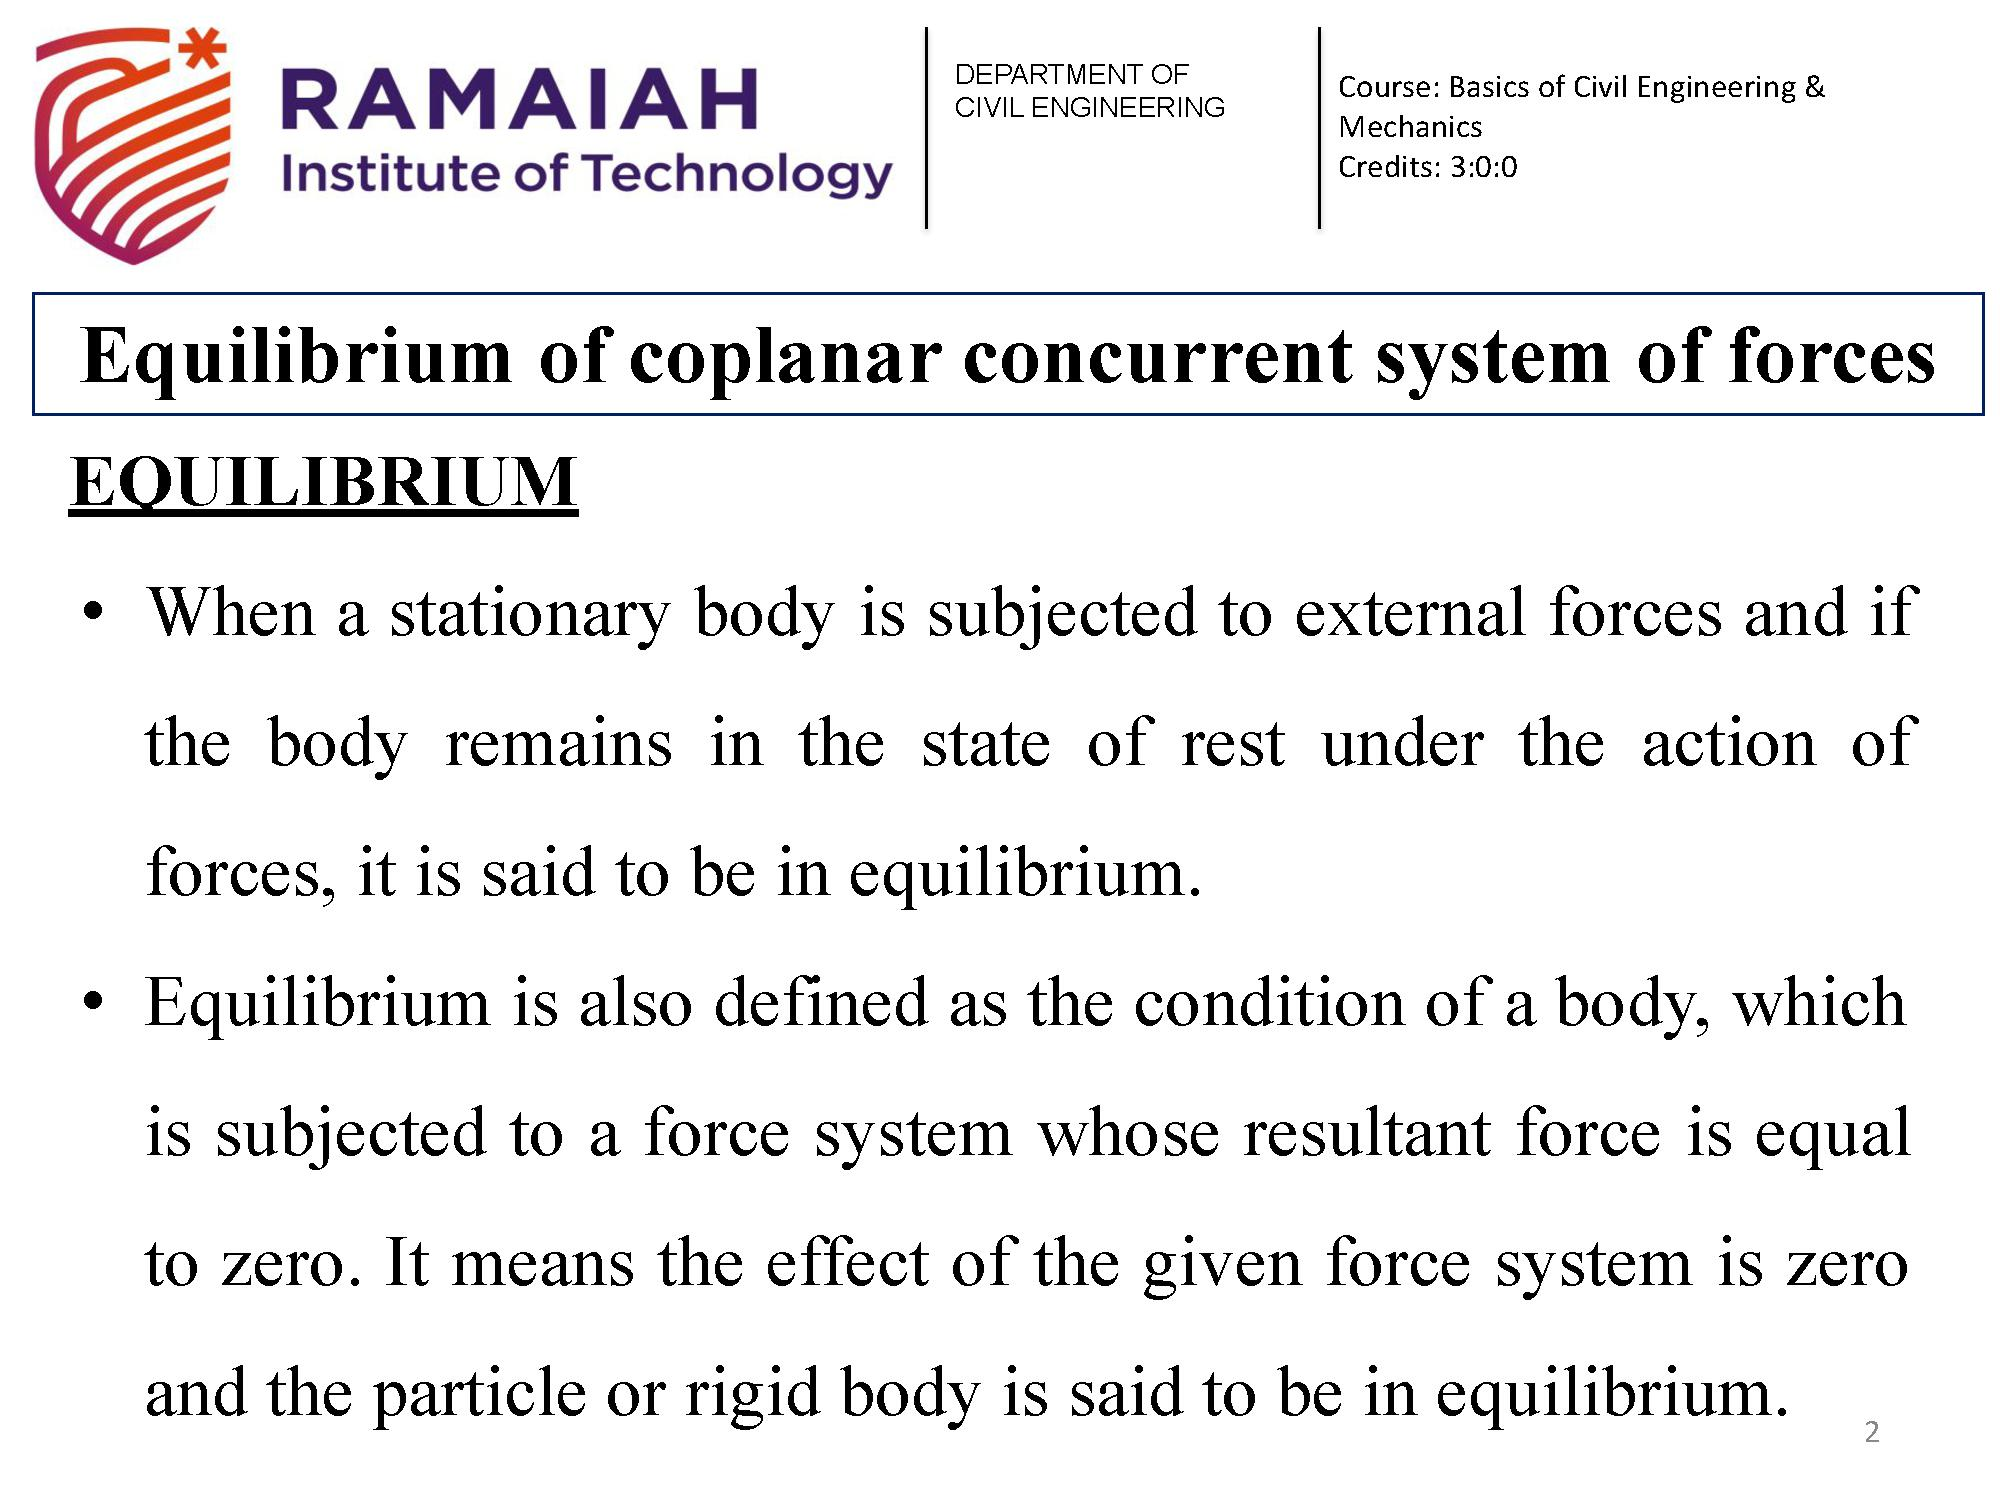 RAMAIAH
Institute of Technology
DEPARTMENT OF
CIVIL ENGINEERING
Course: Basics of Civil Engineering &
Mechanics
Credits: 3:0:0
Equilibrium of coplanar concurrent system of forces
EQUILIBRIUM
• When a stationary body is subjected to external forces and if
the body remains in the state of rest under the action of
forces, it is said to be in equilibrium.
• Equilibrium is also defined as the condition of a body, which
is subjected to a force system whose resultant force is equal
to zero. It means the effect of the given force system is zero
and the particle or rigid body is said to be in equilibrium.
2